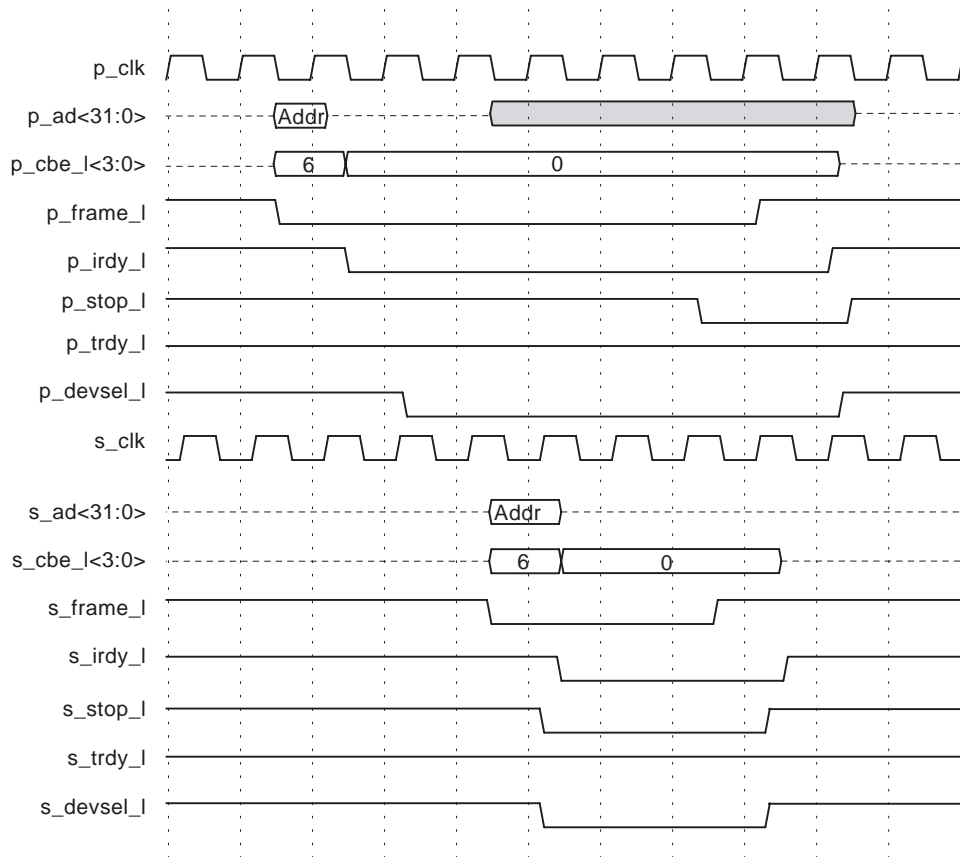 p_clk
p_ad<31:0> Addr
p_cbe_l<3:0> 6 0
p_frame_l
p_irdy_l
p_stop_l
p_trdy_l
p_devsel_l
s_clk
s_ad<31:0> Addr
s_cbe_l<3:0> 6 0
s_frame_l
s_irdy_l
s_stop_l
s_trdy_l
s_devsel_l